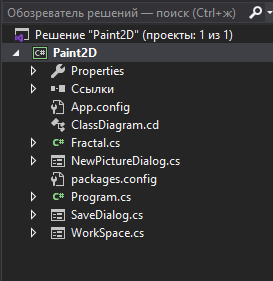 Обозреватель решений — поиск (Ctrl+ж)
Решение "Paint2D" (проекты: 1 из 1)
C# Paint2D
Properties
Ссылки
App.config
ClassDiagram.cd
C# Fractal.cs
NewPictureDialog.cs
packages.config
C# Program.cs
SaveDialog.cs
WorkSpace.cs